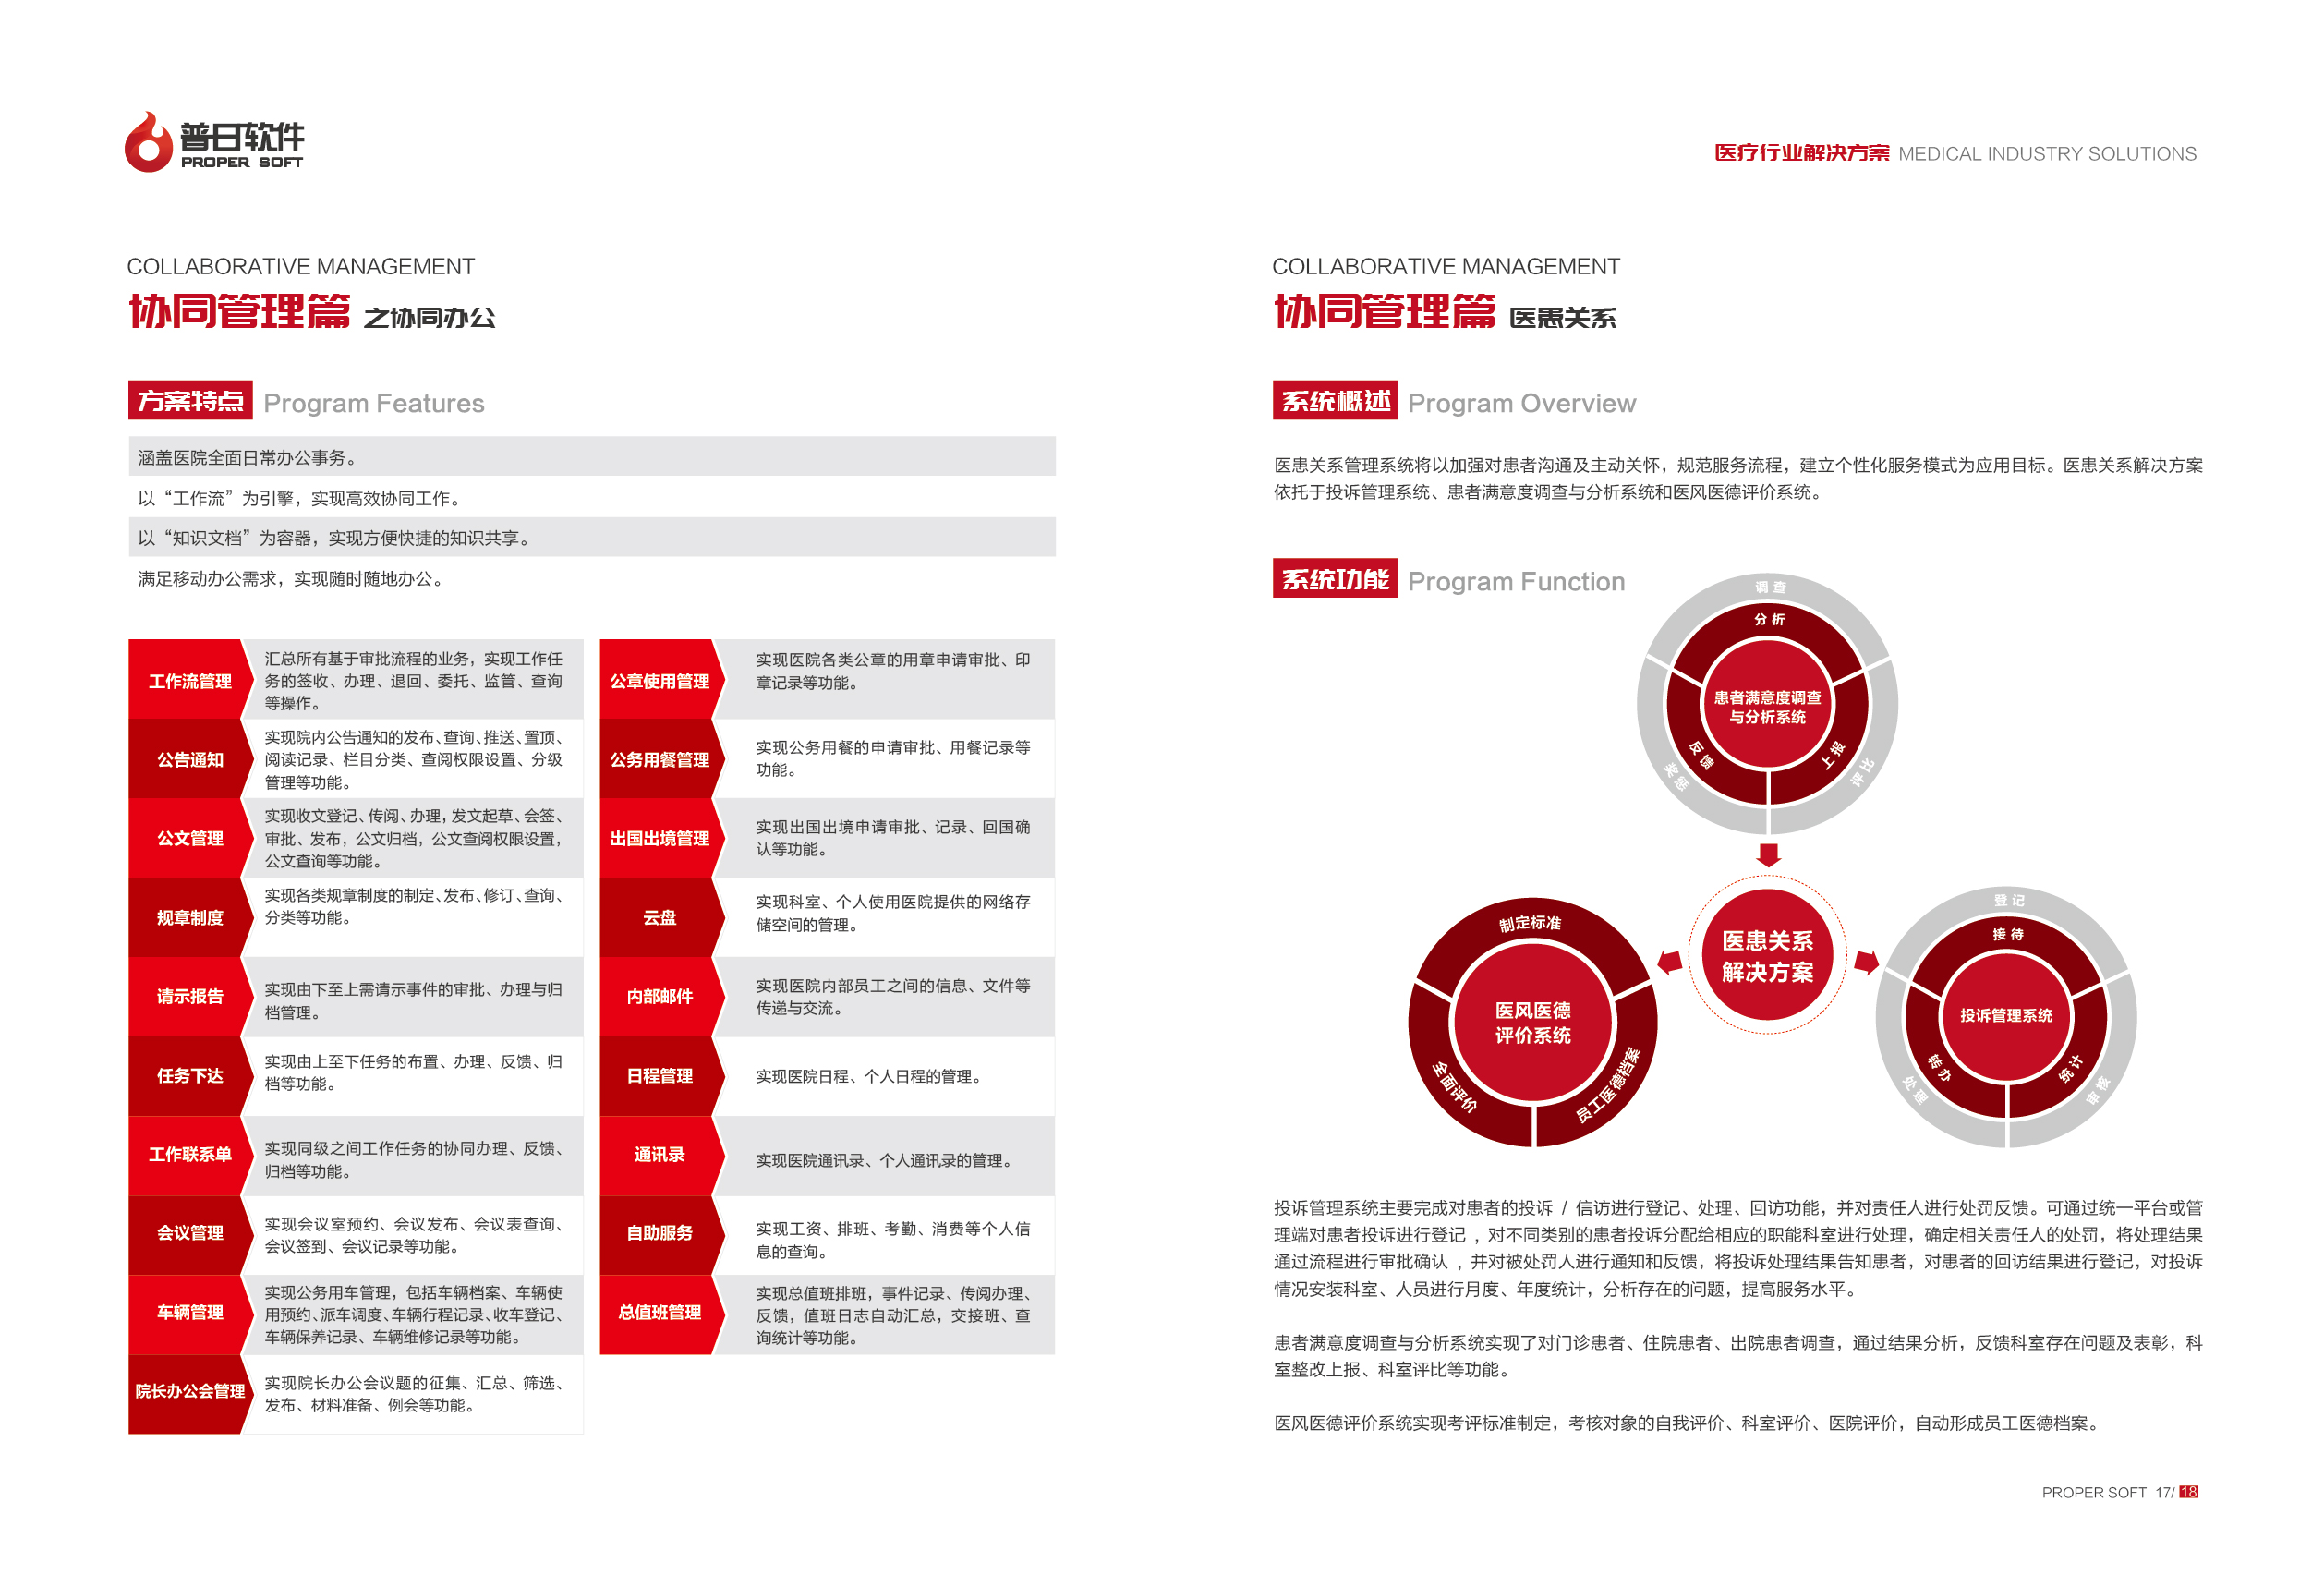 普日软件
PROPER SOFT
医疗行业解决方案 MEDICAL INDUSTRY SOLUTIONS
COLLABORATIVE MANAGEMENT
协同管理篇 之协同办公
方案特点 Program Features
涵盖医院全面日常办公事务。
以“工作流”为引擎，实现高效协同工作。
以“知识文档”为容器，实现方便快捷的知识共享。
满足移动办公需求，实现随时随地办公。
工作流管理
汇总所有基于审批流程的业务，实现工作任
务的签收、办理、退回、委托、监管、查询
等操作。
公告通知
实现院内公告通知的发布、查询、推送、置顶、
阅读记录、栏目分类、查阅权限设置、分级
管理等功能。
公文管理
实现收文登记、传阅、办理，发文起草、会签、
审批、发布，公文归档，公文查阅权限设置，
公文查询等功能。
规章制度
实现各类规章制度的制定、发布、修订、查询、
分类等功能。
请示报告
实现由下至上需请示事件的审批、办理与归
档管理。
任务下达
实现由上至下任务的布置、办理、反馈、归
档等功能。
工作联系单
实现同级之间工作任务的协同办理、反馈、
归档等功能。
会议管理
实现会议室预约、会议发布、会议表查询、
会议签到、会议记录等功能。
车辆管理
实现公务用车管理，包括车辆档案、车辆使
用预约、派车调度、车辆行程记录、收车登记、
车辆保养记录、车辆维修记录等功能。
院长办公会管理
实现院长办公会议题的征集、汇总、筛选、
发布、材料准备、例会等功能。
公章使用管理
实现医院各类公章的用章申请审批、印
章记录等功能。
公务用餐管理
实现公务用餐的申请审批、用餐记录等
功能。
出国出境管理
实现出国出境申请审批、记录、回国确
认等功能。
云盘
实现科室、个人使用医院提供的网络存
储空间的管理。
内部邮件
实现医院内部员工之间的信息、文件等
传递与交流。
日程管理
实现医院日程、个人日程的管理。
通讯录
实现医院通讯录、个人通讯录的管理。
自助服务
实现工资、排班、考勤、消费等个人信
息的查询。
总值班管理
实现总值班排班，事件记录、传阅办理、
反馈，值班日志自动汇总，交接班、查
询统计等功能。
COLLABORATIVE MANAGEMENT
协同管理篇 医患关系
系统概述 Program Overview
医患关系管理系统将以加强对患者沟通及主动关怀，规范服务流程，建立个性化服务模式为应用目标。医患关系解决方案
依托于投诉管理系统、患者满意度调查与分析系统和医风医德评价系统。
系统功能 Program Function
调查
分析
患者满意度调查
与分析系统
反馈
上报
奖惩
评比
医患关系
解决方案
制定标准
医风医德
评价系统
全面评价
员工医德档案
登记
接待
投诉管理系统
转办
统计
处理
审核
投诉管理系统主要完成对患者的投诉 / 信访进行登记、处理、回访功能，并对责任人进行处罚反馈。可通过统一平台或管
理端对患者投诉进行登记 ，对不同类别的患者投诉分配给相应的职能科室进行处理，确定相关责任人的处罚，将处理结果
通过流程进行审批确认 ，并对被处罚人进行通知和反馈，将投诉处理结果告知患者，对患者的回访结果进行登记，对投诉
情况安装科室、人员进行月度、年度统计，分析存在的问题，提高服务水平。
患者满意度调查与分析系统实现了对门诊患者、住院患者、出院患者调查，通过结果分析，反馈科室存在问题及表彰，科
室整改上报、科室评比等功能。
医风医德评价系统实现考评标准制定，考核对象的自我评价、科室评价、医院评价，自动形成员工医德档案。
PROPER SOFT 17/ 18